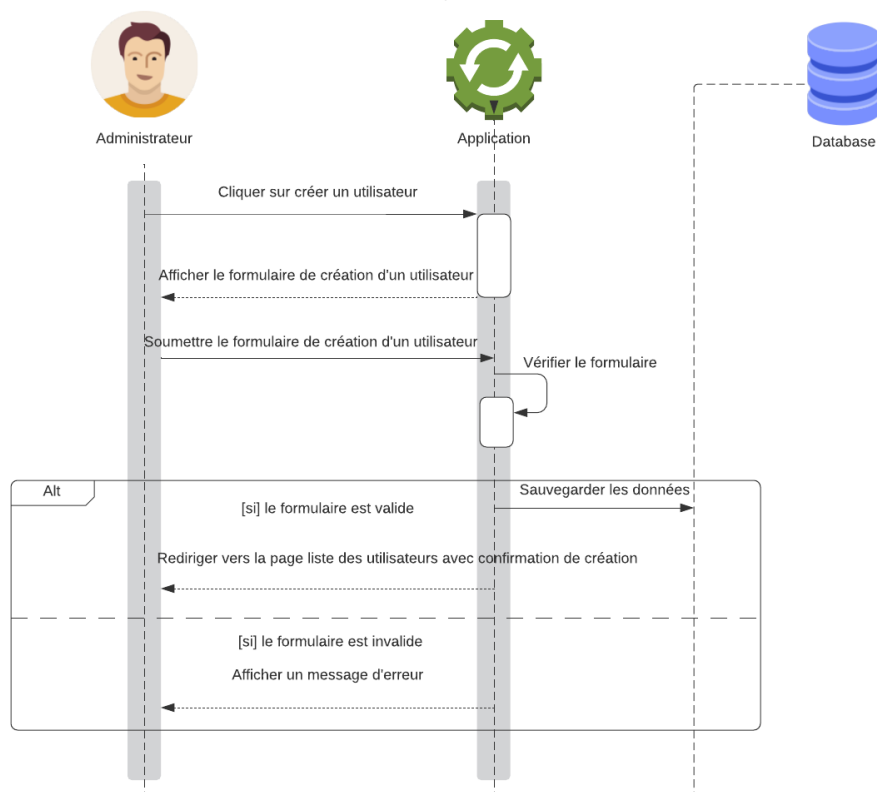 Administrateur
Application
Database
Cliquer sur créer un utilisateur
Afficher le formulaire de création d'un utilisateur
Soumettre le formulaire de création d'un utilisateur
Vérifier le formulaire
Alt
Sauvegarder les données
[si] le formulaire est valide
Rediriger vers la page liste des utilisateurs avec confirmation de création
[si] le formulaire est invalide
Afficher un message d'erreur